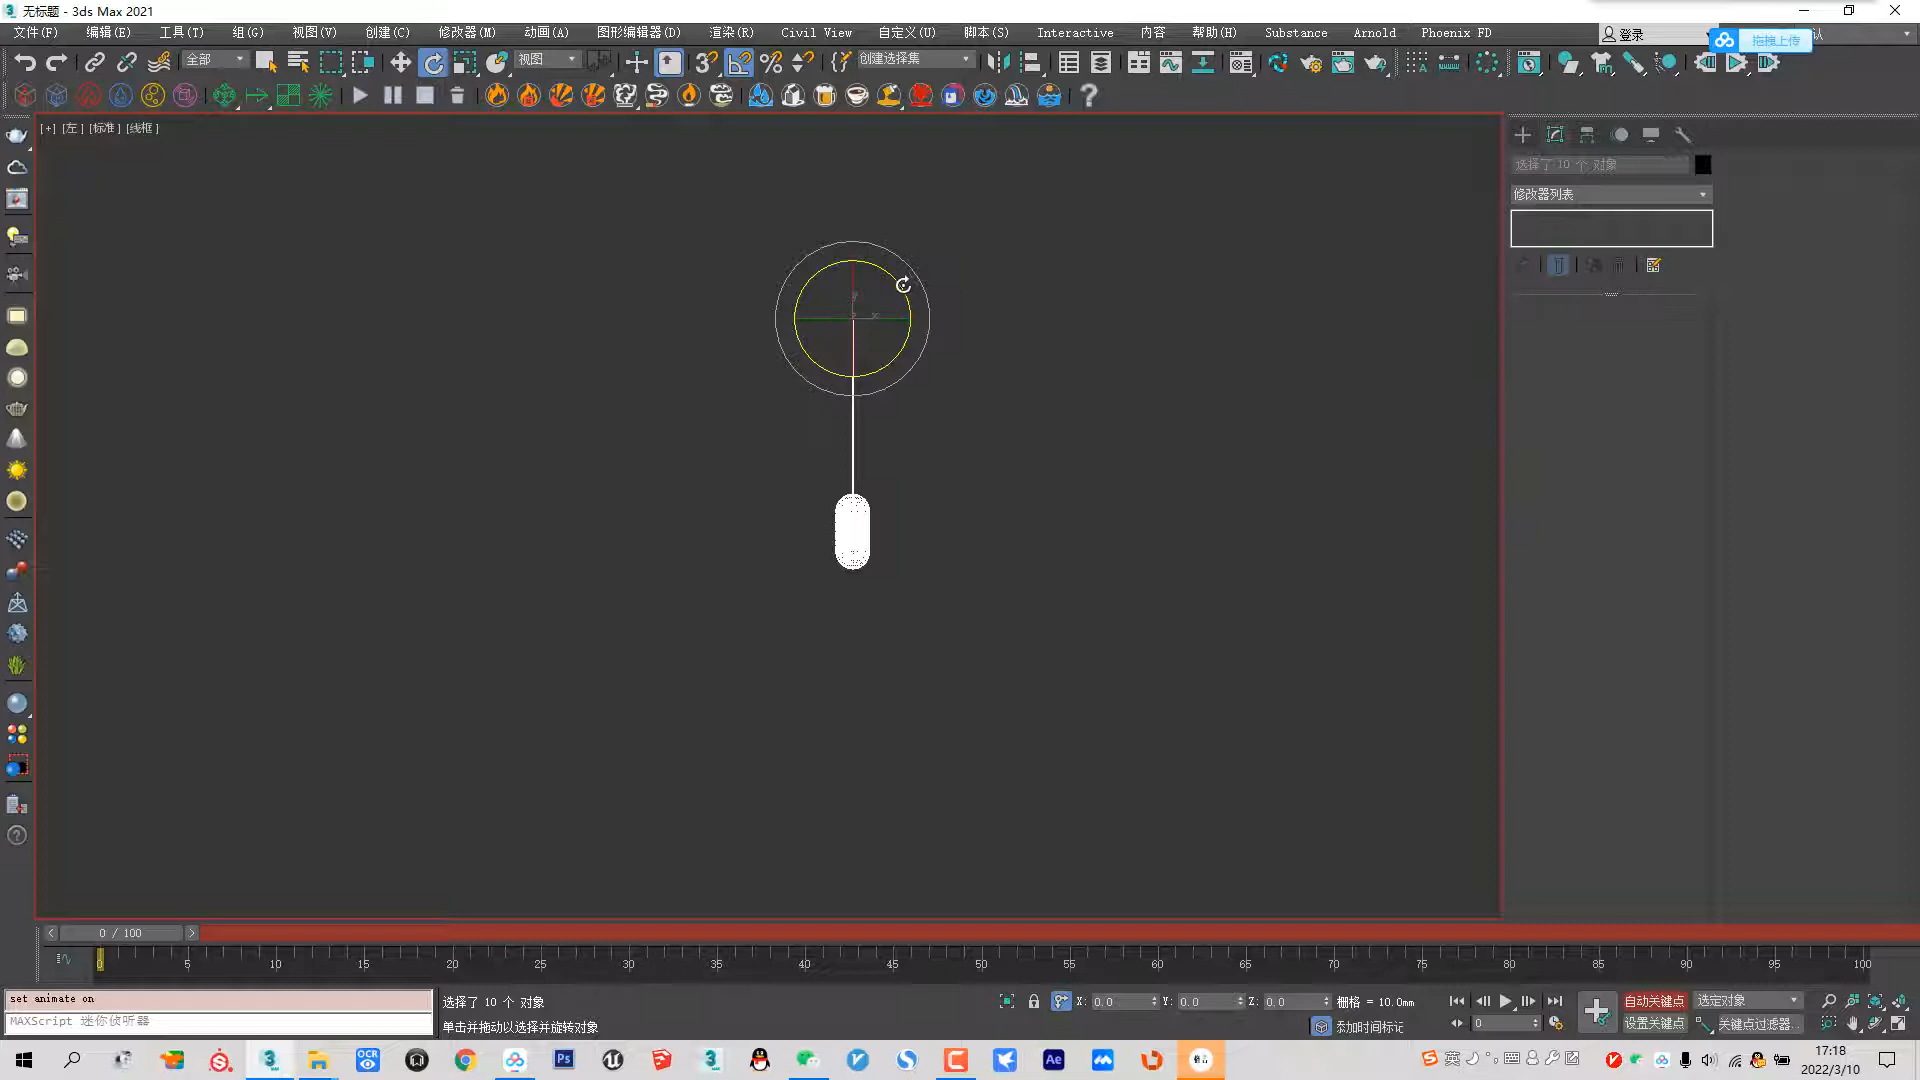 无标题 - 3ds Max 2021
文件(F) 编辑(E) 工具(T) 组(G) 视图(V) 创建(C) 修改器(M) 动画(A) 图形编辑器(D) 渲染(R) Civil View 自定义(U) 脚本(S) Interactive 内容 帮助(H) Substance Arnold Phoenix FD 登录 拖拽上传 认
全部 视图 创建选择集
[+] [左] [标准] [线框]
选择了 10 个 对象
修改器列表
0 / 100
0 5 10 15 20 25 30 35 40 45 50 55 60 65 70 75 80 85 90 95 100
set animate on
选择了 10 个 对象
X: 0.0 Y: 0.0 Z: 0.0 栅格 = 10.0mm
自动关键点 选定对象
MAXScript 迷你侦听器
单击并拖动以选择并旋转对象
添加时间标记
0
设置关键点 关键点过滤器...
OCR Ps Ae 英
17:18
2022/3/10